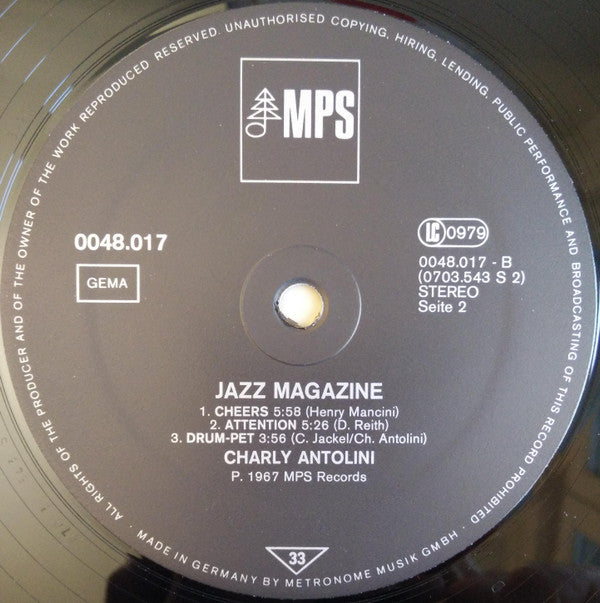 ALL RIGHTS OF THE PRODUCER AND OF THE OWNER OF THE WORK REPRODUCED RESERVED. UNAUTHORISED COPYING, HIRING, LENDING, PUBLIC PERFORMANCE AND BROADCASTING OF THIS RECORD PROHIBITED
MPS
0048.017
GEMA
LC 0979
0048.017 - B
(0703.543 S 2)
STEREO
Seite 2
JAZZ MAGAZINE
1. CHEERS 5:58 (Henry Mancini)
2. ATTENTION 5:26 (D. Reith)
3. DRUM-PET 3:56 (C. Jackel/Ch. Antolini)
CHARLY ANTOLINI
P. 1967 MPS Records
33
• MADE IN GERMANY BY METRONOME MUSIK GMBH •